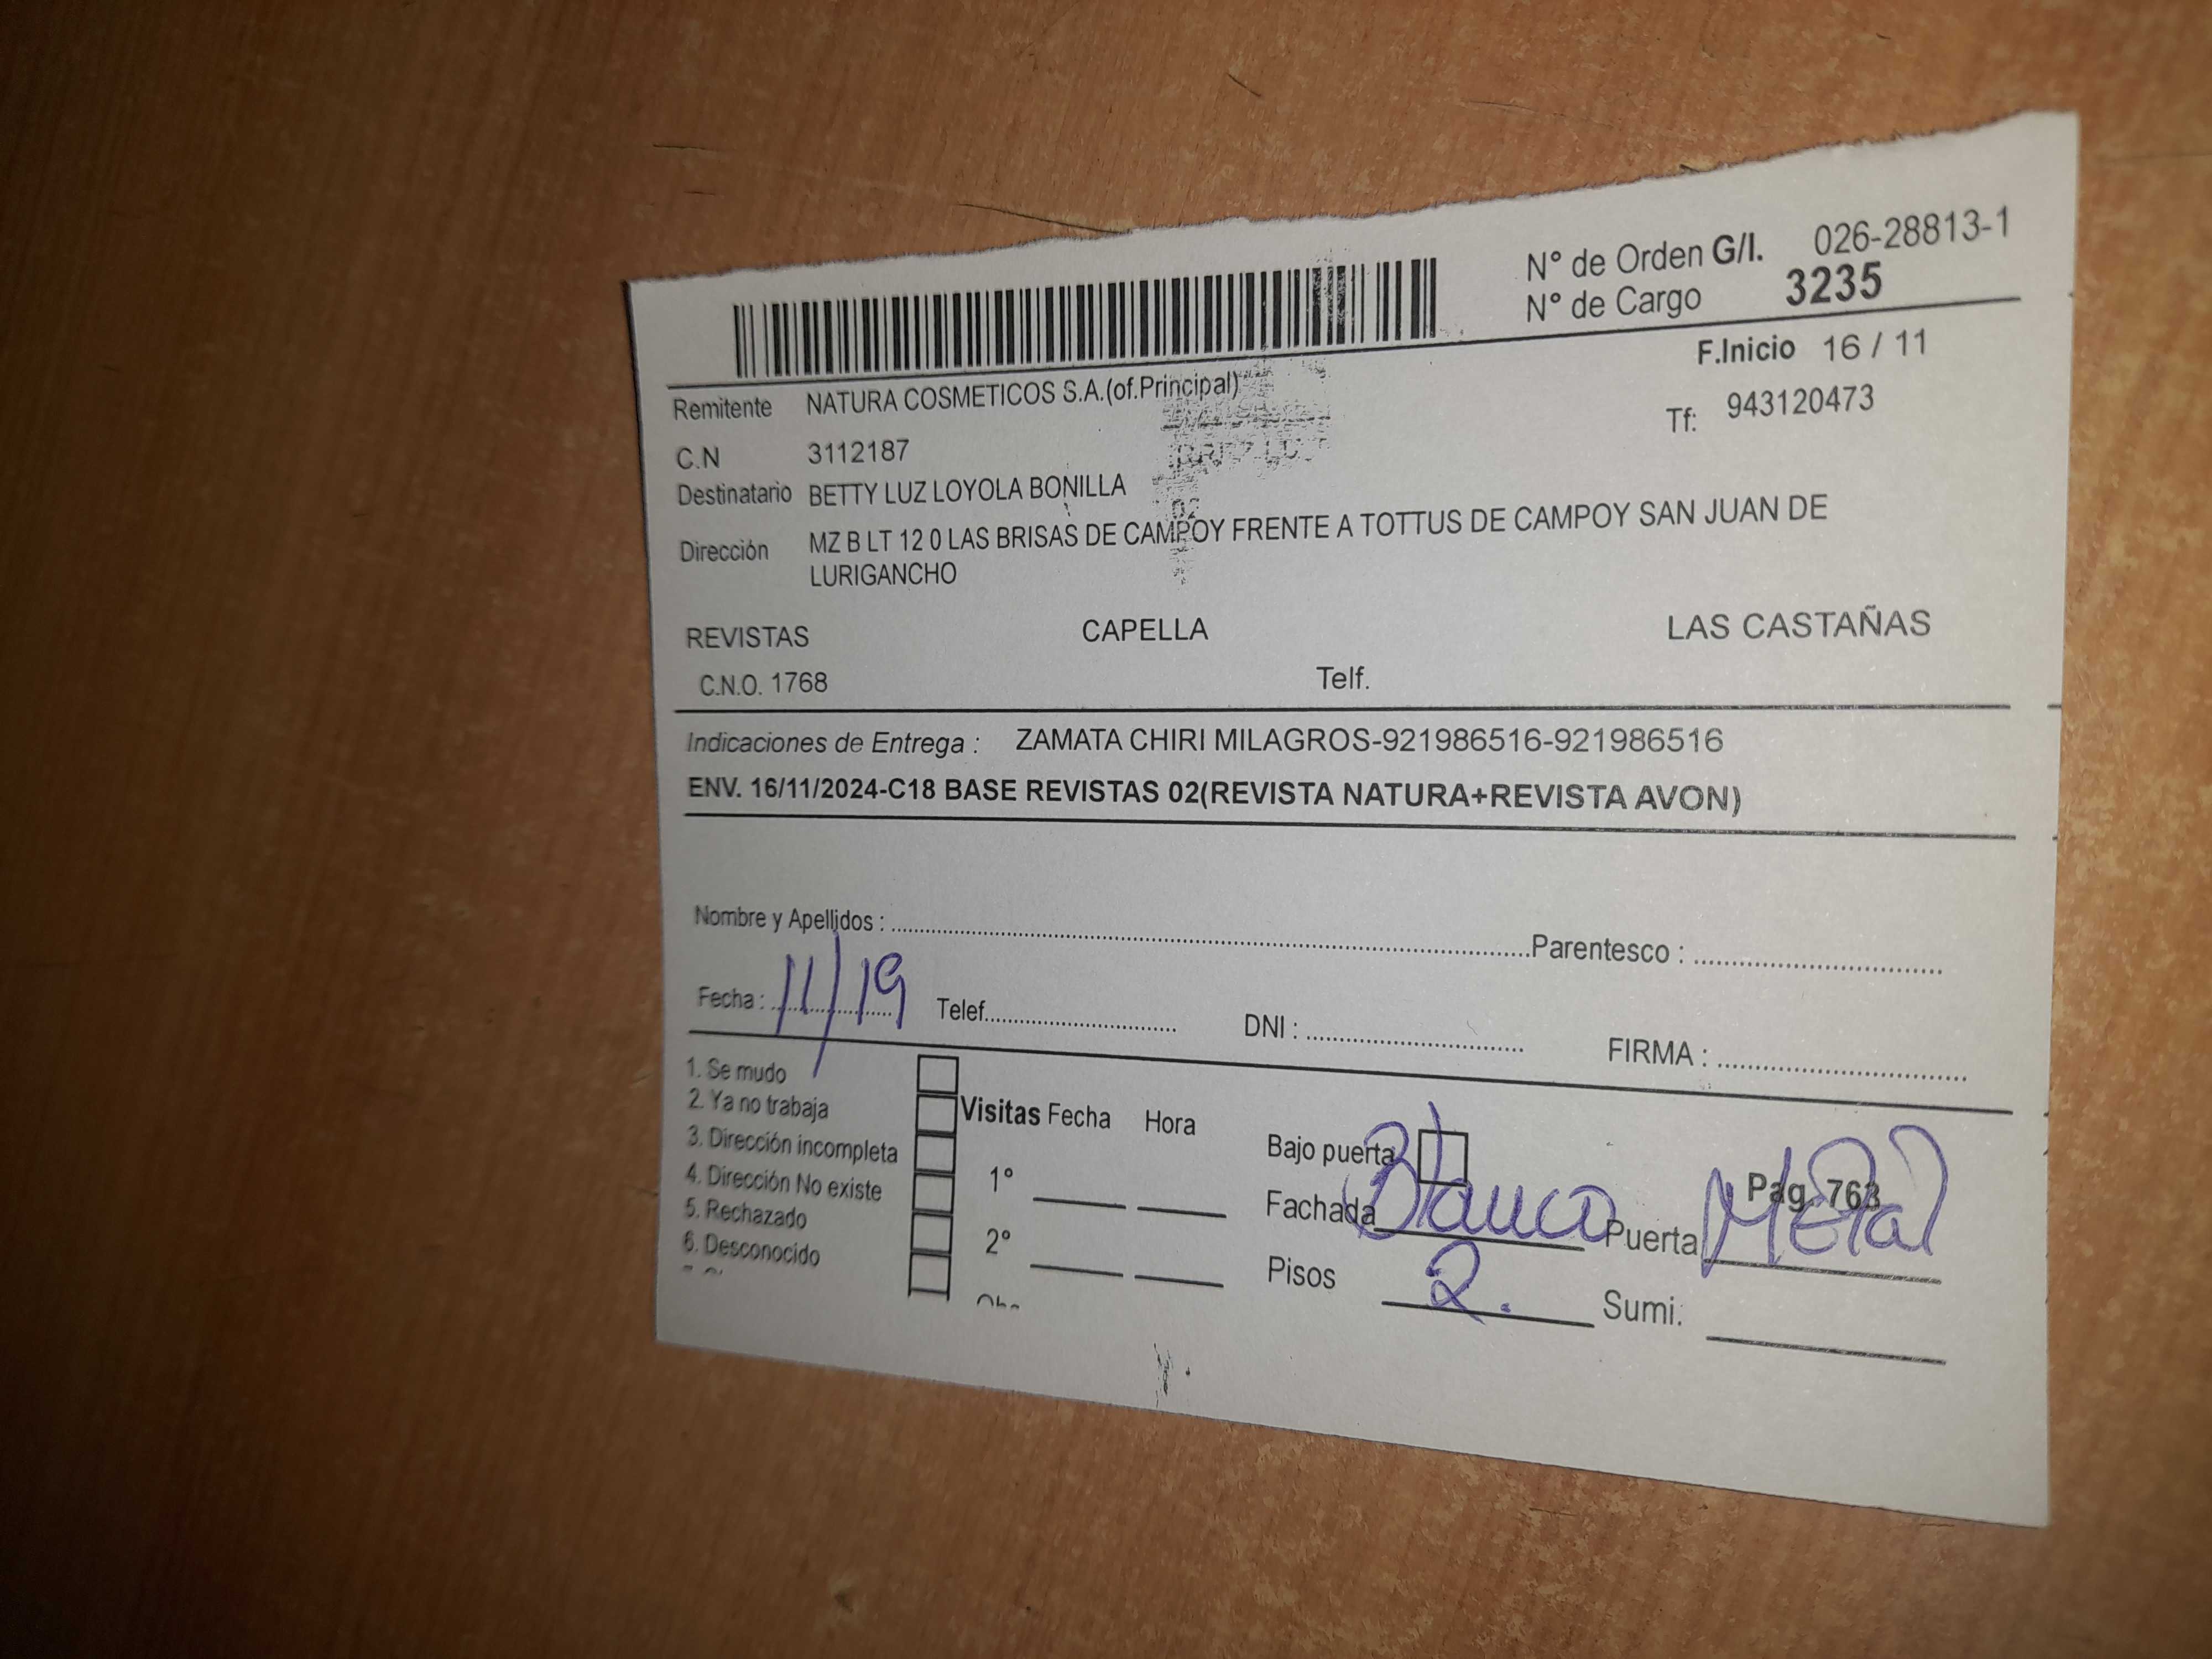 N° de Orden G/I. 026-28813-1
N° de Cargo 3235
F.Inicio 16 / 11
Remitente NATURA COSMETICOS S.A.(of.Principal)
Tf: 943120473
C.N 3112187
Destinatario BETTY LUZ LOYOLA BONILLA
Dirección MZ B LT 12 0 LAS BRISAS DE CAMPOY FRENTE A TOTTUS DE CAMPOY SAN JUAN DE
LURIGANCHO
REVISTAS CAPELLA LAS CASTAÑAS
C.N.O. 1768 Telf.
Indicaciones de Entrega : ZAMATA CHIRI MILAGROS-921986516-921986516
ENV. 16/11/2024-C18 BASE REVISTAS 02(REVISTA NATURA+REVISTA AVON)
Nombre y Apellidos : Parentesco :
Fecha : 11/19 Telef. DNI : FIRMA :
1. Se mudo
2. Ya no trabaja
3. Dirección incompleta
4. Dirección No existe
5. Rechazado
6. Desconocido
Visitas Fecha Hora
1°
2°
Bajo puerta
Pag. 763
Fachada Blanco Puerta Metal
Pisos 2. Sumi: